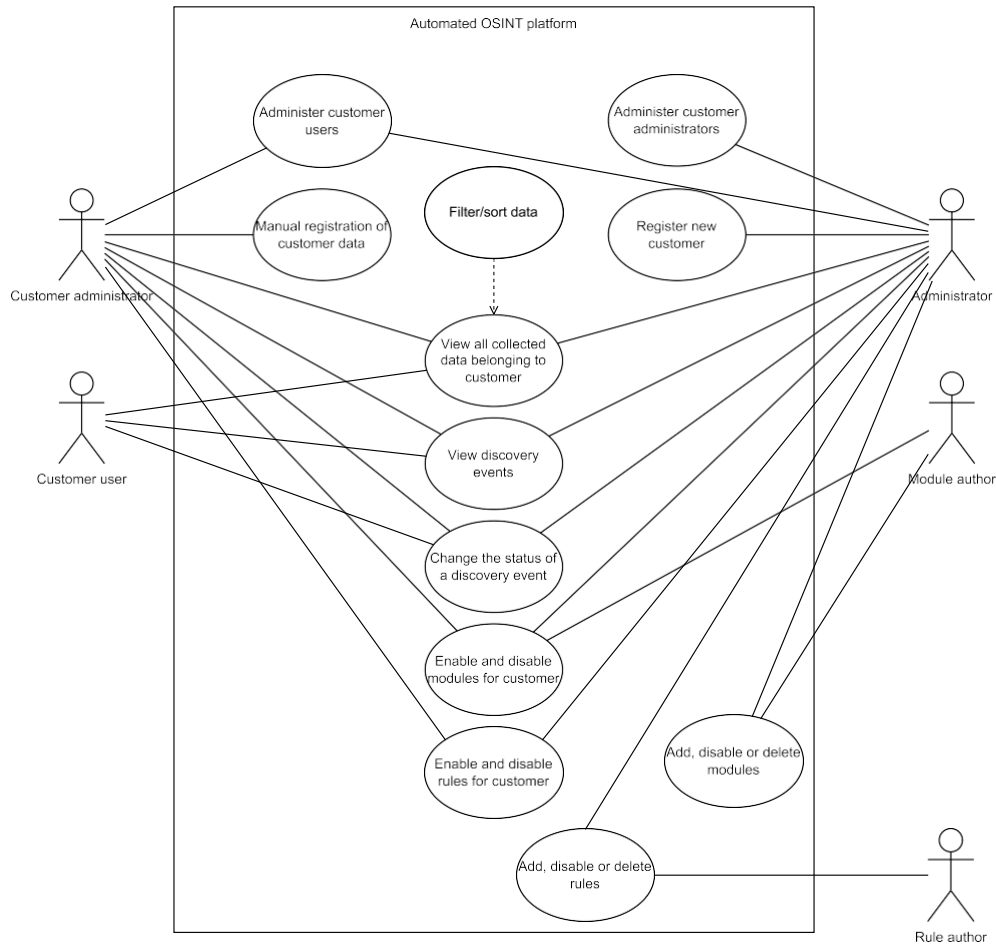 Automated OSINT platform
Administer customer
users
Administer customer
administrators
Filter/sort data
Manual registration of
customer data
Register new
customer
Customer administrator
Administrator
View all collected
data belonging to
customer
Customer user
Module author
View discovery
events
Change the status of
a discovery event
Enable and disable
modules for customer
Add, disable or delete
modules
Enable and disable
rules for customer
Add, disable or delete
rules
Rule author